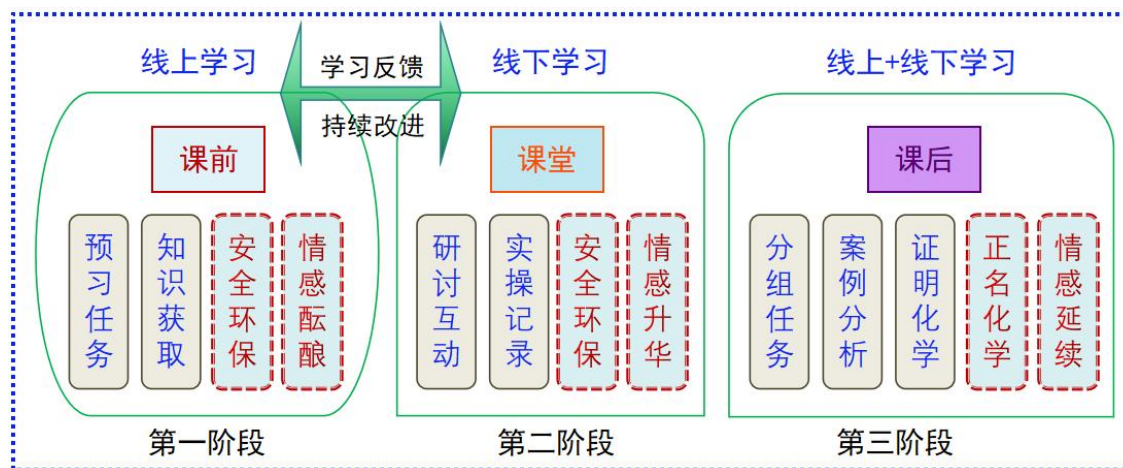 线上学习
学习反馈
持续改进
线下学习
线上+线下学习
课前
课堂
课后
预习任务
知识获取
安全环保
情感酝酿
研讨互动
实操记录
安全环保
情感升华
分组任务
案例分析
证明化学
正名化学
情感延续
第一阶段
第二阶段
第三阶段